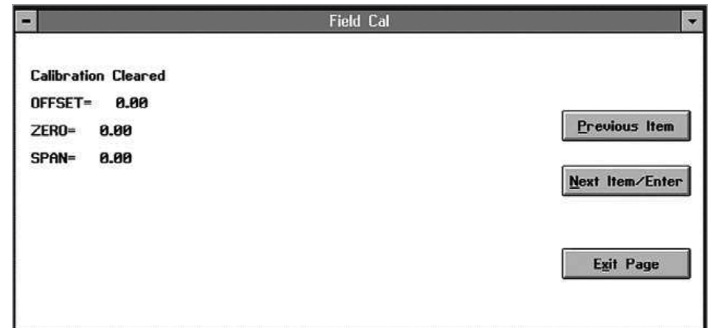 Field Cal
Calibration Cleared
OFFSET= 0.00
ZERO= 0.00
SPAN= 0.00
Previous Item
Next Item/Enter
Exit Page